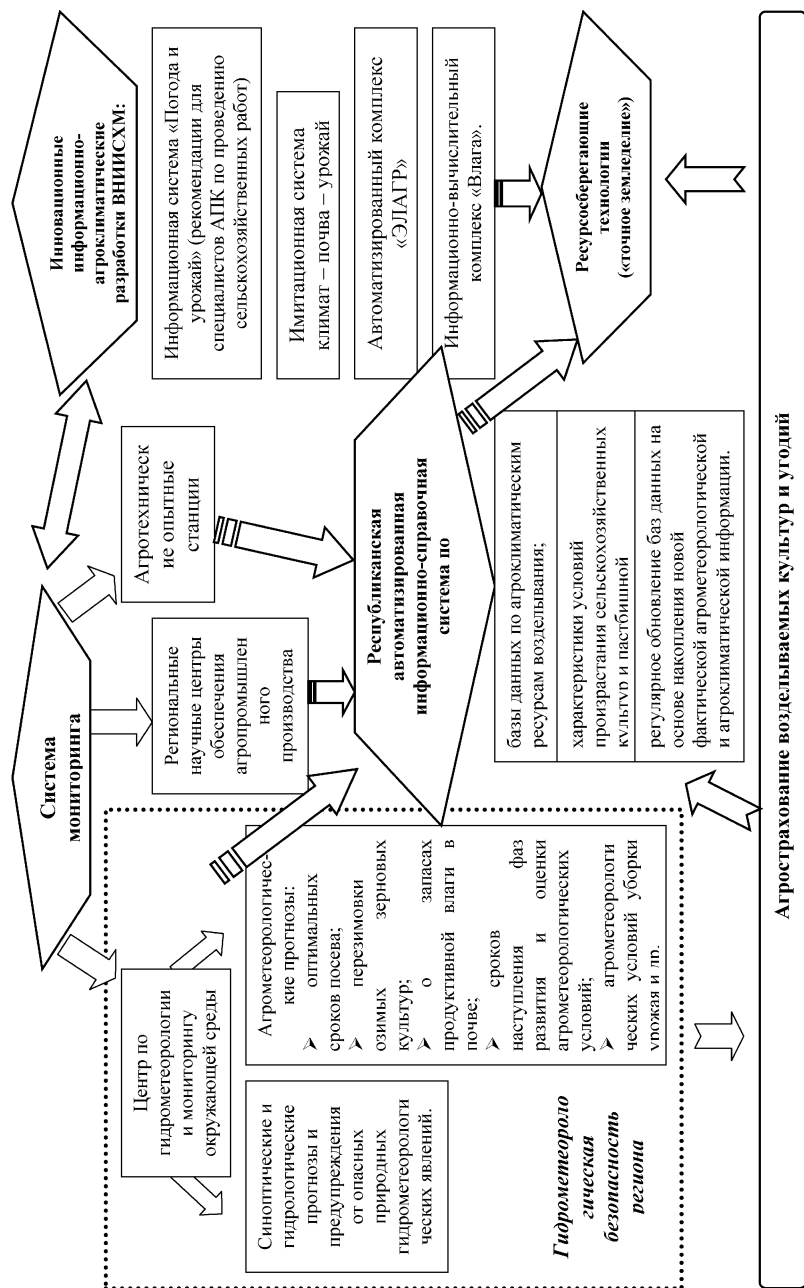 Система
мониторинга
Инновационные
информационно-
агроклиматические
разработки ВНИИСХМ:
Центр по
гидрометеорологии
и мониторингу
окружающей среды
Региональные
научные центры
обеспечения
агропромышлен
ного
производства
Агротехническ
ие опытные
станции
Информационная система «Погода и
урожай» (рекомендации для
специалистов АПК по проведению
сельскохозяйственных работ)
Имитационная система
климат – почва – урожай
Автоматизированный комплекс
«ЭЛАГР»
Информационно-вычислительный
комплекс «Влага».
Синоптические и
гидрологические
прогнозы и
предупреждения
от опасных
природных
гидрометеорологи
ческих явлений.
Агрометеорологичес-
кие прогнозы:
➢ оптимальных
сроков посева;
➢ перезимовки
озимых зерновых
культур;
➢ о запасах
продуктивной влаги в
почве;
➢ сроков
наступления фаз
развития и оценки
агрометеорологических
условий;
➢ агрометеорологи
ческих условий уборки
урожая и др.
Гидрометеороло
гическая
безопасность
региона
Республиканская
автоматизированная
информационно-справочная
система по
базы данных по агроклиматическим
ресурсам возделывания;
характеристики условий
произрастания сельскохозяйственных
культур и пастбишной
регулярное обновление баз данных на
основе накопления новой
фактической агрометеорологической
и агроклиматической информации.
Ресурсосберегающие
технологии
(«точное земледелие»)
Агрострахование возделываемых культур и угодий